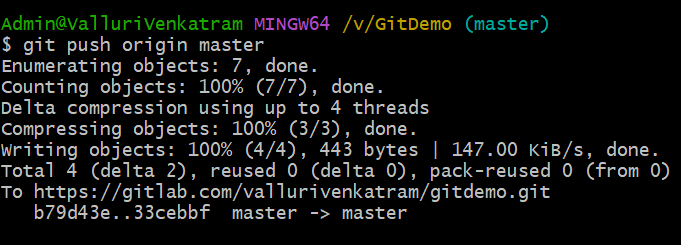 Admin@ValluriVenkatram MINGW64 /v/GitDemo (master)
$ git push origin master
Enumerating objects: 7, done.
Counting objects: 100% (7/7), done.
Delta compression using up to 4 threads
Compressing objects: 100% (3/3), done.
Writing objects: 100% (4/4), 443 bytes | 147.00 KiB/s, done.
Total 4 (delta 2), reused 0 (delta 0), pack-reused 0 (from 0)
To https://gitlab.com/vallurivenkatram/gitdemo.git
   b79d43e..33cebbf  master -> master